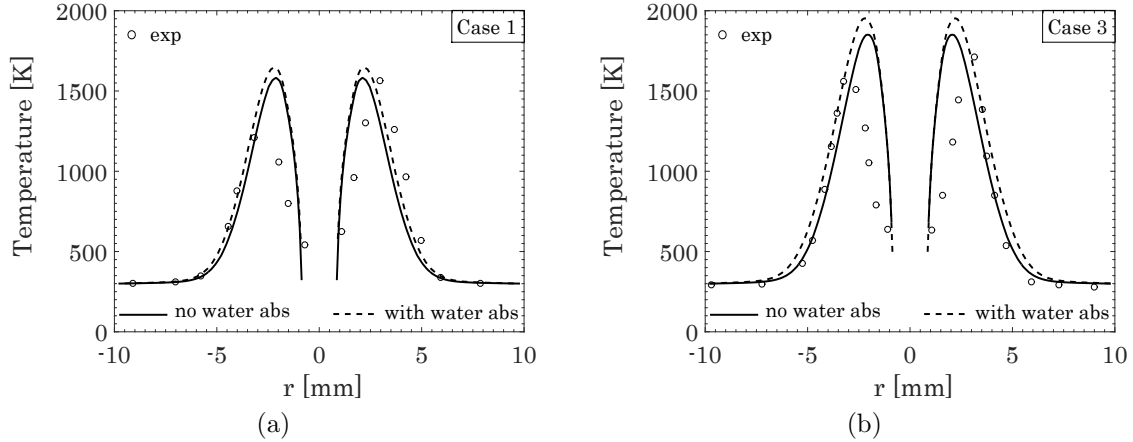 2000
1500
1000
500
0
Temperature [K]
exp
Case 1
no water abs
with water abs
-10
-5
0
5
10
r [mm]
(a)
2000
1500
1000
500
0
Temperature [K]
exp
Case 3
no water abs
with water abs
-10
-5
0
5
10
r [mm]
(b)